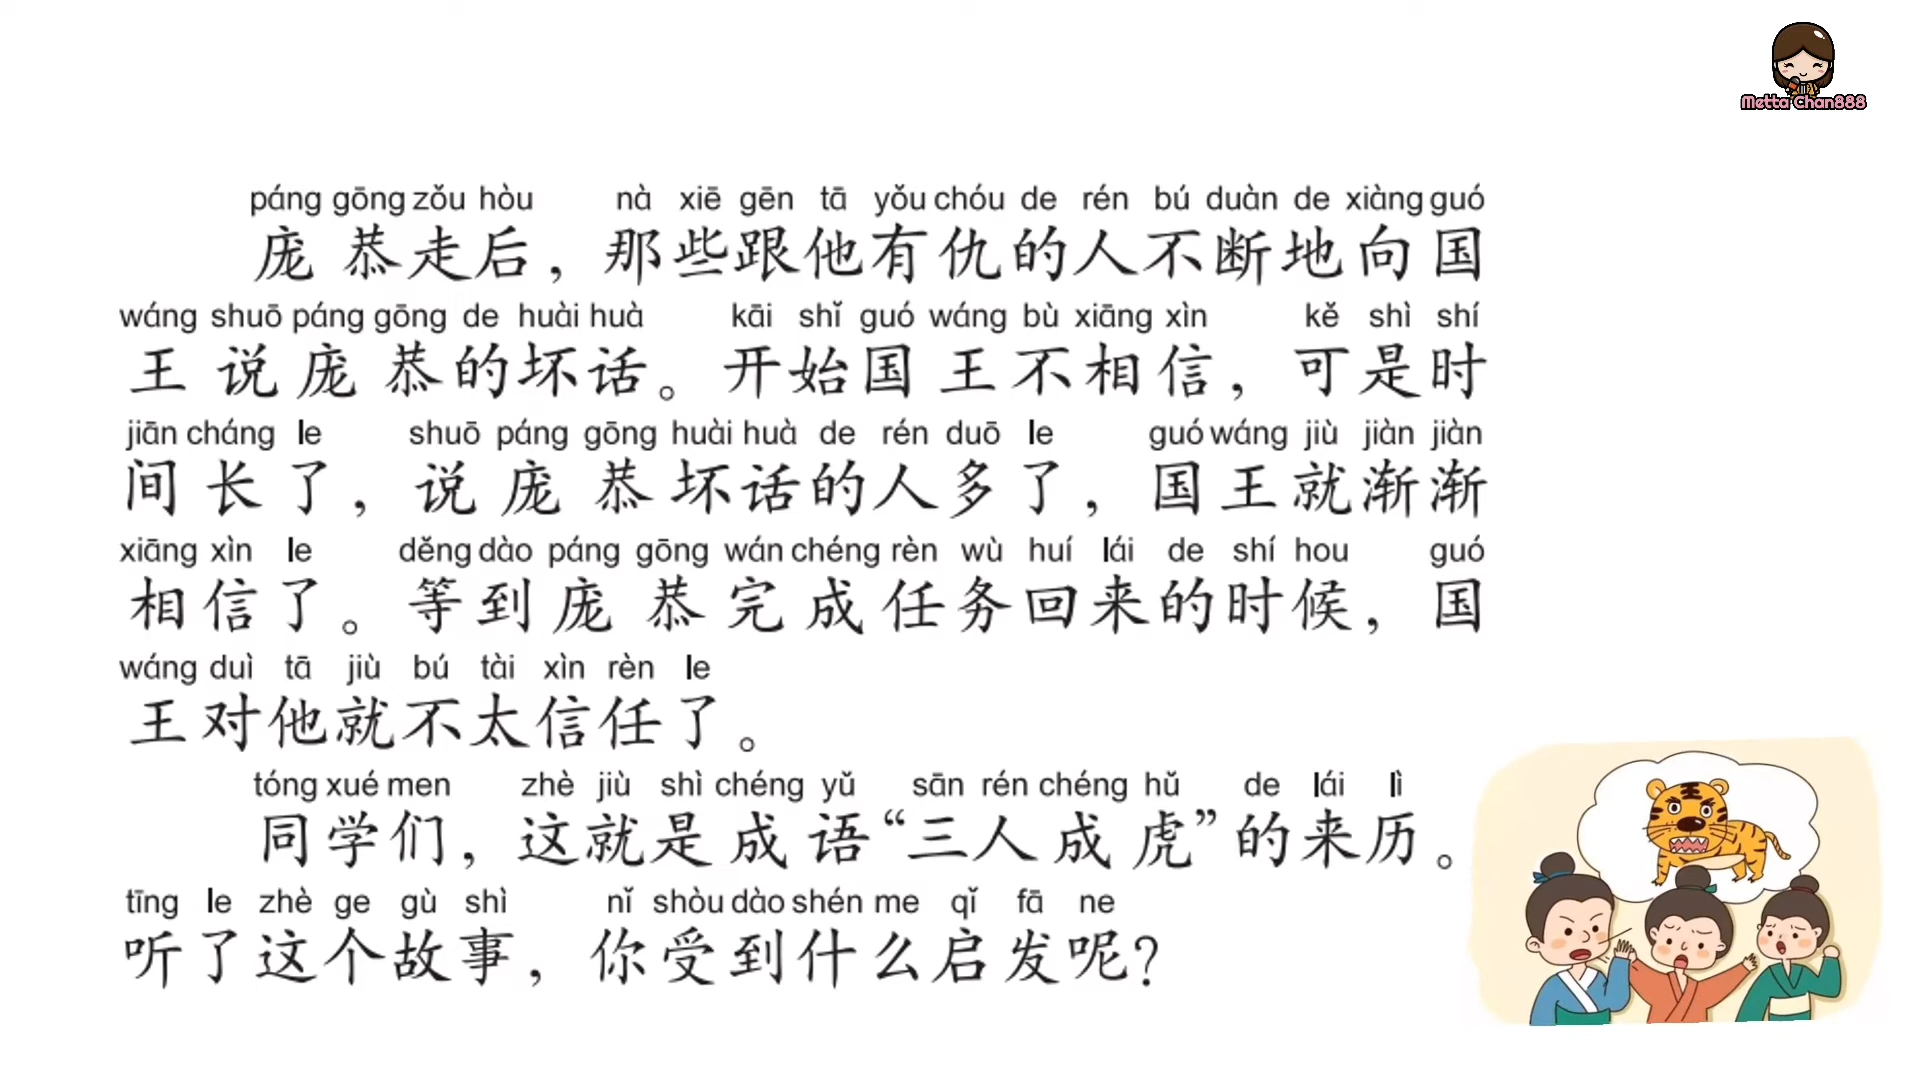 Metta Chan888
páng gōng zǒu hòu nà xiē gēn tā yǒu chóu de rén bú duàn de xiàng guó
庞恭走后，那些跟他有仇的人不断地向国
wáng shuō páng gōng de huài huà kāi shǐ guó wáng bù xiāng xìn kě shì shí
王说庞恭的坏话。开始国王不相信，可是时
jiān cháng le shuō páng gōng huài huà de rén duō le guó wáng jiù jiàn jiàn
间长了，说庞恭坏话的人多了，国王就渐渐
xiāng xìn le děng dào páng gōng wán chéng rèn wù huí lái de shí hou guó
相信了。等到庞恭完成任务回来的时候，国
wáng duì tā jiù bú tài xìn rèn le
王对他就不太信任了。
tóng xué men zhè jiù shì chéng yǔ sān rén chéng hǔ de lái lì
同学们，这就是成语“三人成虎”的来历。
tīng le zhè ge gù shì nǐ shòu dào shén me qǐ fā ne
听了这个故事，你受到什么启发呢？